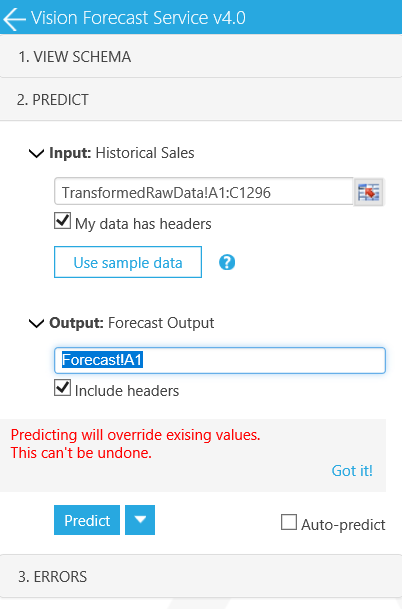 Vision Forecast Service v4.0
1. VIEW SCHEMA
2. PREDICT
Input: Historical Sales
TransformedRawData!A1:C1296
My data has headers
Use sample data ?
Output: Forecast Output
Forecast!A1
Include headers
Predicting will override exising values.
This can't be undone.
Got it!
Predict
Auto-predict
3. ERRORS